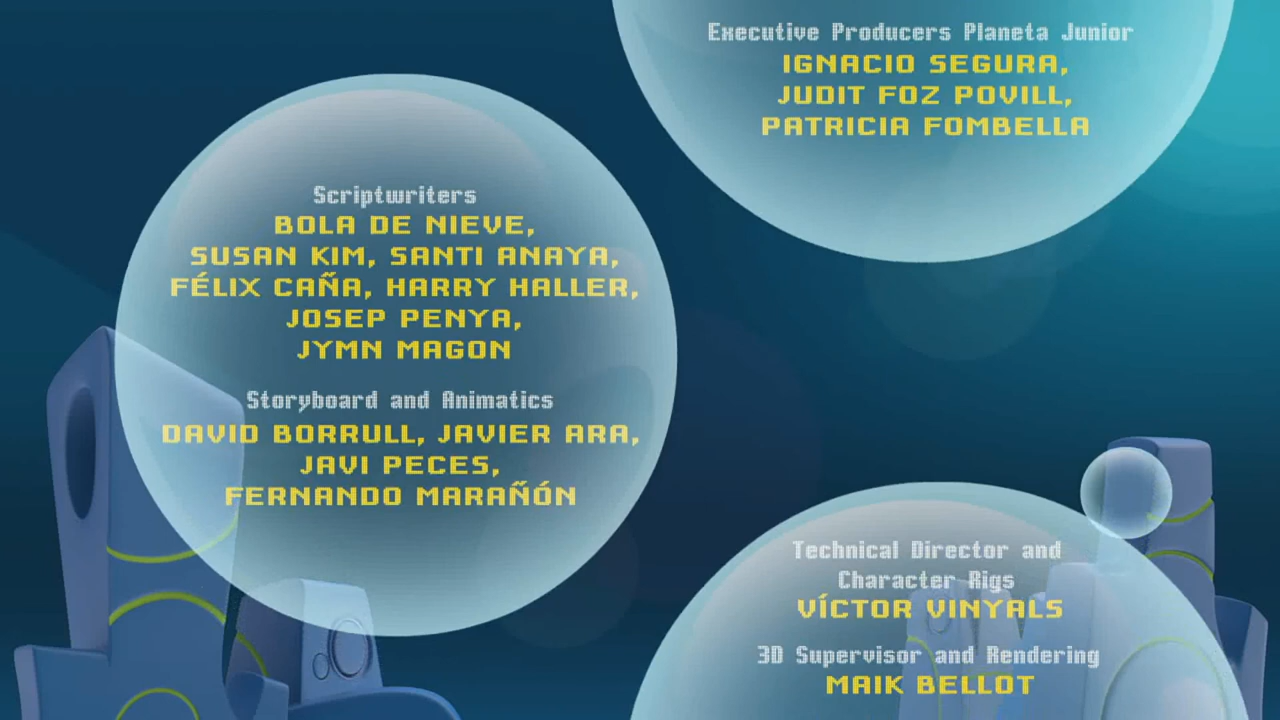 Executive Producers Planeta Junior
IGNACIO SEGURA,
JUDIT FOZ POVILL,
PATRICIA FOMBELLA
Scriptwriters
BOLA DE NIEVE,
SUSAN KIM, SANTI ANAYA,
FÉLIX CAÑA, HARRY HALLER,
JOSEP PENYA,
JYMN MAGON
Storyboard and Animatics
DAVID BORRULL, JAVIER ARA,
JAVI PECES,
FERNANDO MARAÑÓN
Technical Director and
Character Rigs
VÍCTOR VINYALS
3D Supervisor and Rendering
MAIK BELLOT